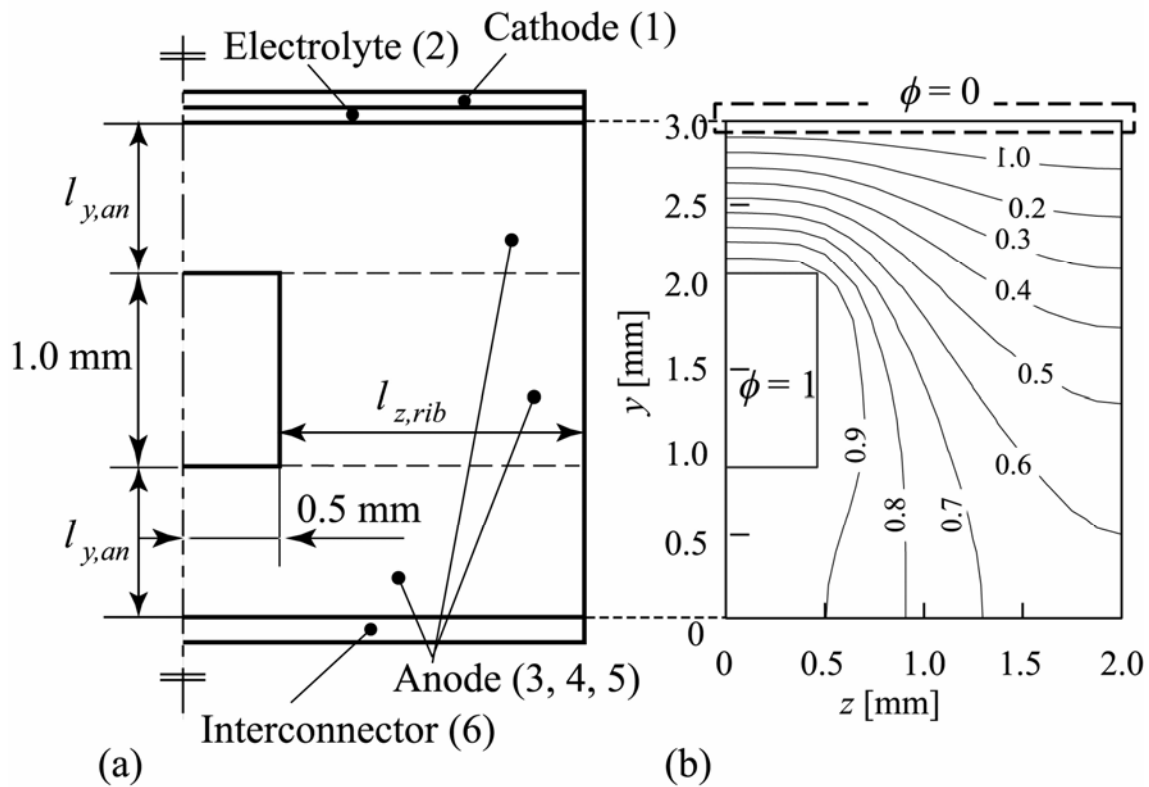 Cathode (1)
Electrolyte (2)
l y,an
1.0 mm
l z,rib
0.5 mm
l y,an
Anode (3, 4, 5)
Interconnector (6)
(a)
ϕ = 0
3.0
2.5
2.0
1.5
1.0
0.5
0
y [mm]
1.0
0.2
0.3
0.4
0.5
0.6
0.7
0.8
0.9
ϕ = 1
0
0.5
1.0
1.5
2.0
z [mm]
(b)